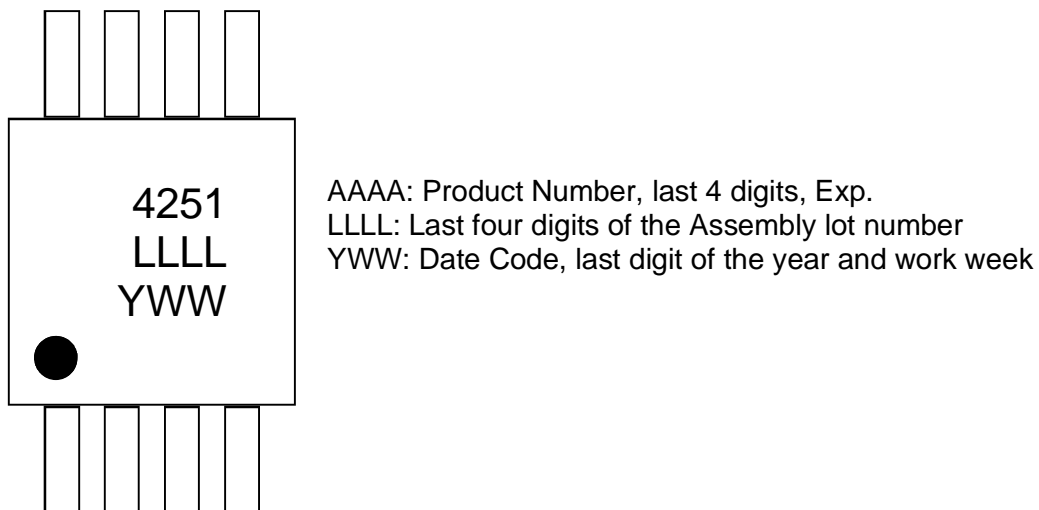 4251
LLLL
YWW
AAAA: Product Number, last 4 digits, Exp.
LLLL: Last four digits of the Assembly lot number
YWW: Date Code, last digit of the year and work week